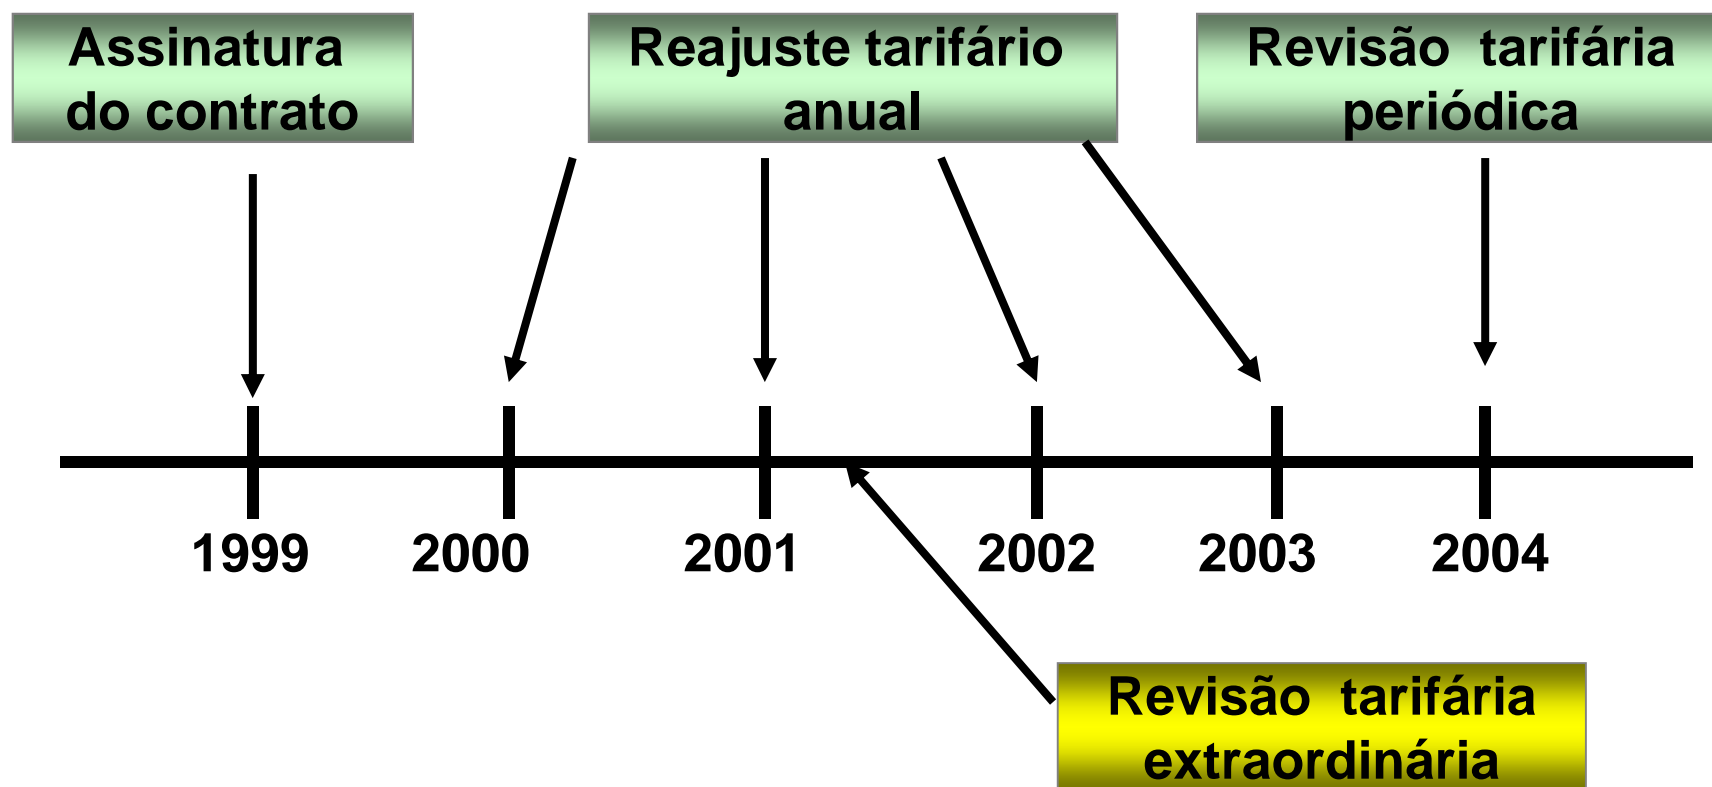 Assinatura
do contrato
Reajuste tarifário
anual
Revisão tarifária
periódica
1999
2000
2001
2002
2003
2004
Revisão tarifária
extraordinária